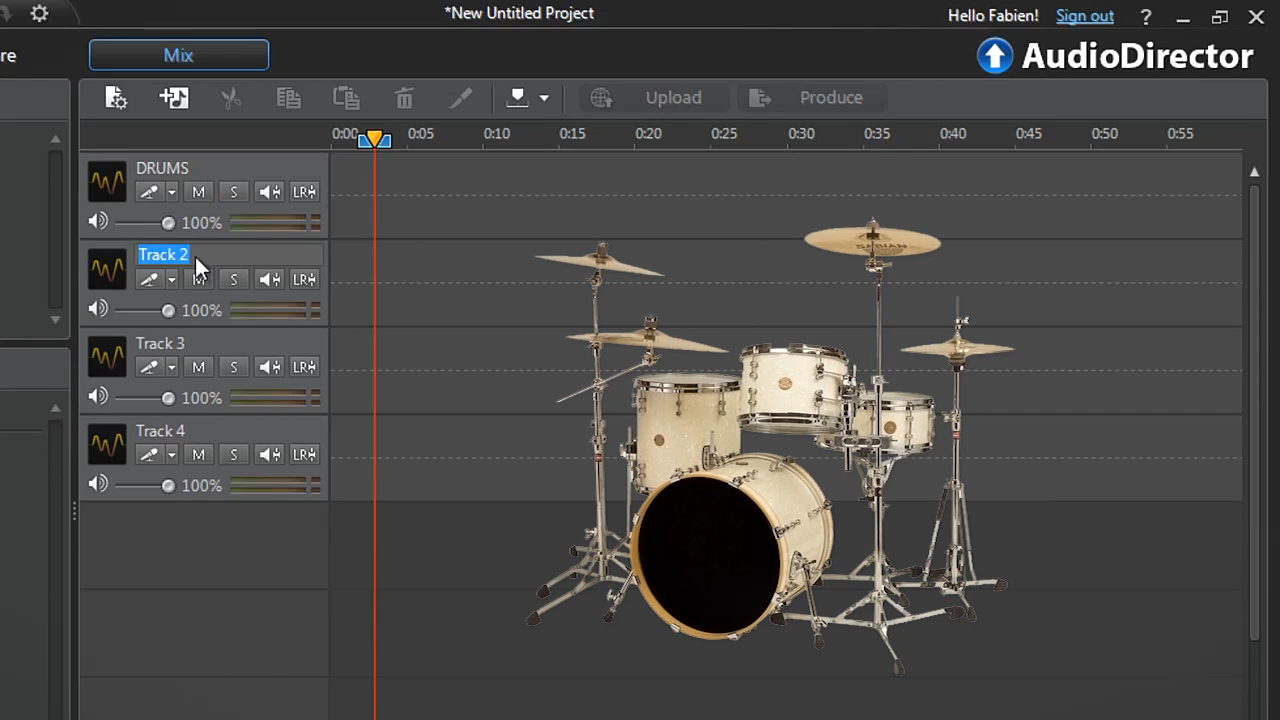 *New Untitled Project
Hello Fabien! Sign out ?
re
Mix
AudioDirector
Upload
Produce
0:00 0:05 0:10 0:15 0:20 0:25 0:30 0:35 0:40 0:45 0:50 0:55
DRUMS
M S LR
100%
Track 2
M S LR
100%
Track 3
M S LR
100%
Track 4
M S LR
100%
SABIAN